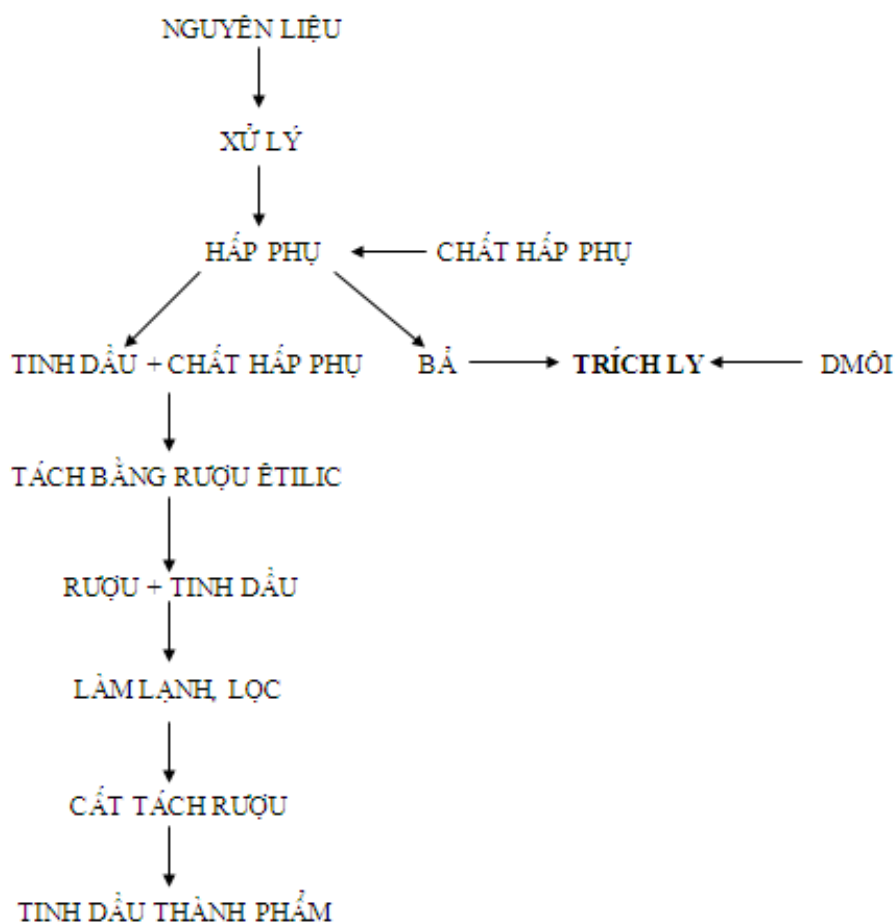 NGUYÊN LIỆU
XỬ LÝ
HẤP PHỤ
CHẤT HẤP PHỤ
TINH DẦU + CHẤT HẤP PHỤ
BẢ
TRÍCH LY
DMÔI
TÁCH BẰNG RƯỢU ÊTILIC
RƯỢU + TINH DẦU
LÀM LẠNH, LỌC
CẤT TÁCH RƯỢU
TINH DẦU THÀNH PHẨM